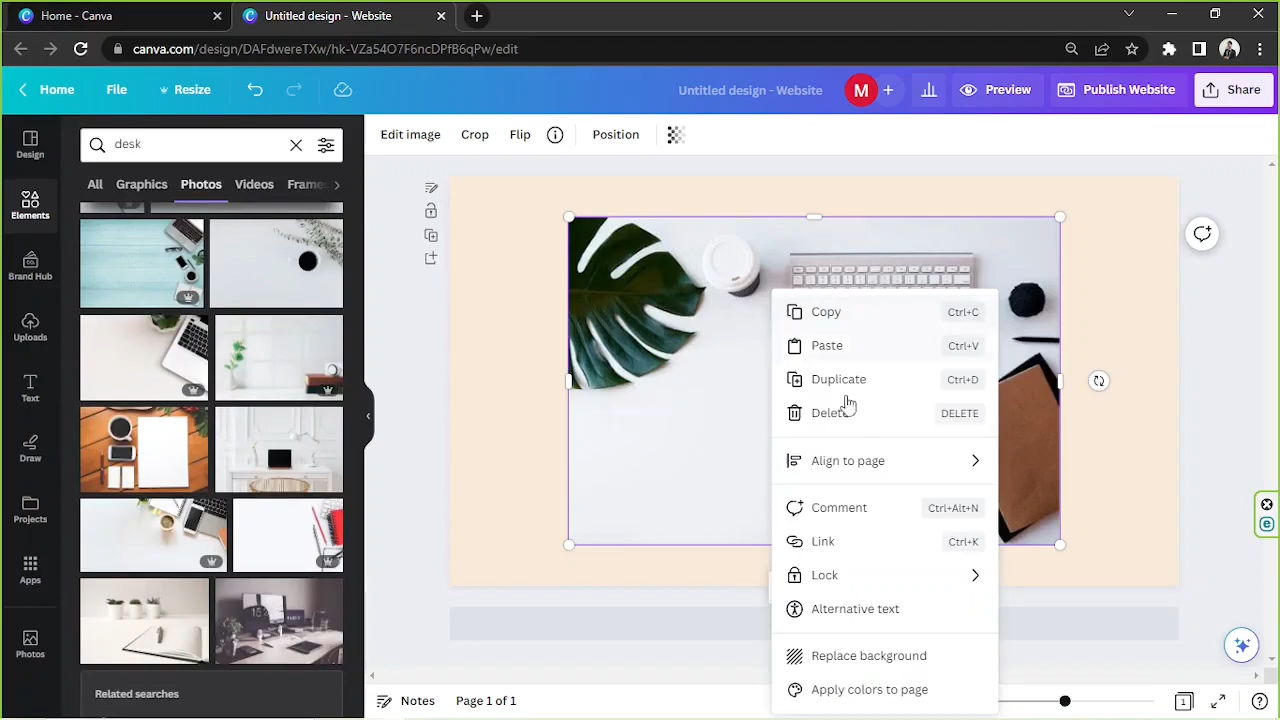 Home - Canva
Untitled design - Website
canva.com/design/DAFdwereTXw/hk-VZa54O7F6ncDPfB6qPw/edit
Home
File
Resize
Untitled design - Website
M
Preview
Publish Website
Share
desk
Edit image
Crop
Flip
Position
All
Graphics
Photos
Videos
Frames
Design
Elements
Brand Hub
Uploads
Text
Draw
Projects
Apps
Photos
Copy Ctrl+C
Paste Ctrl+V
Duplicate Ctrl+D
Delete DELETE
Align to page
Comment Ctrl+Alt+N
Link Ctrl+K
Lock
Alternative text
Replace background
Apply colors to page
Related searches
Notes
Page 1 of 1
1